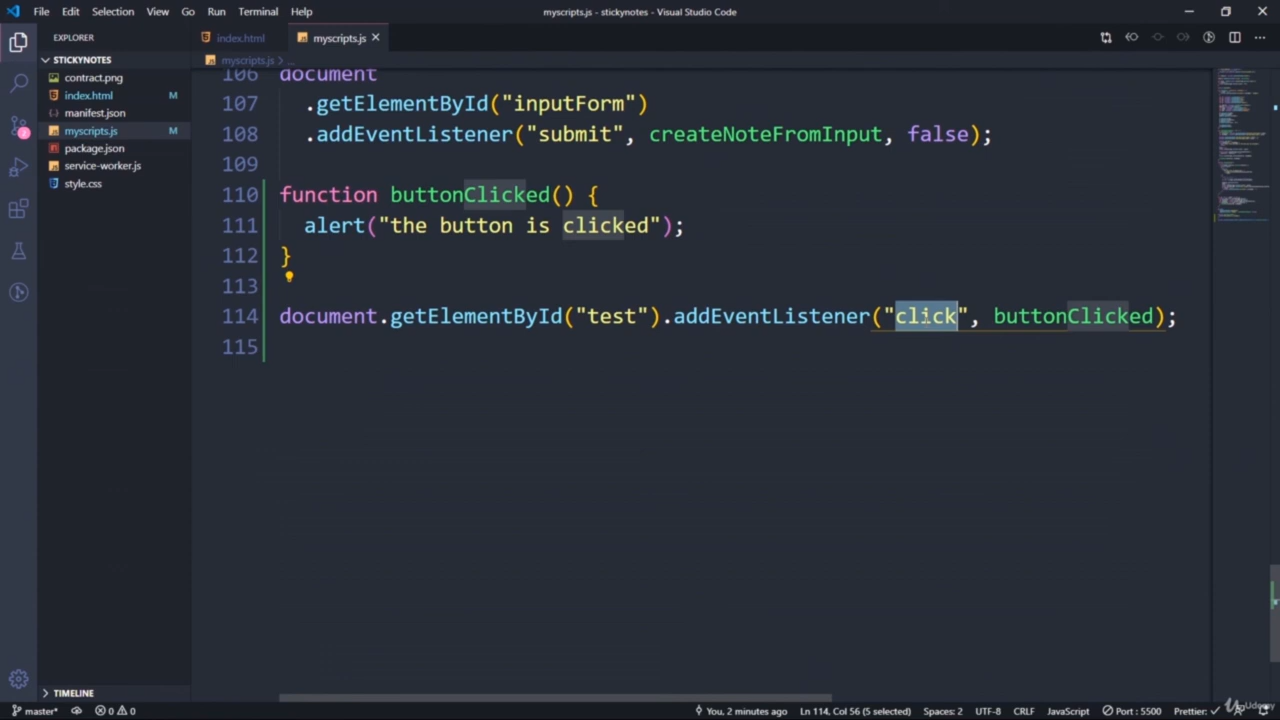 File Edit Selection View Go Run Terminal Help
myscripts.js - stickynotes - Visual Studio Code
EXPLORER
STICKYNOTES
contract.png
index.html M
manifest.json
myscripts.js M
package.json
service-worker.js
style.css
TIMELINE
2
index.html
myscripts.js
myscripts.js > ...
106 document
107 .getElementById("inputForm")
108 .addEventListener("submit", createNoteFromInput, false);
109
110 function buttonClicked() {
111 alert("the button is clicked");
112 }
113
114 document.getElementById("test").addEventListener("click", buttonClicked);
115
master* 0 0 You, 2 minutes ago Ln 114, Col 56 (5 selected) Spaces: 2 UTF-8 CRLF JavaScript Port : 5500 Prettier:
Udemy